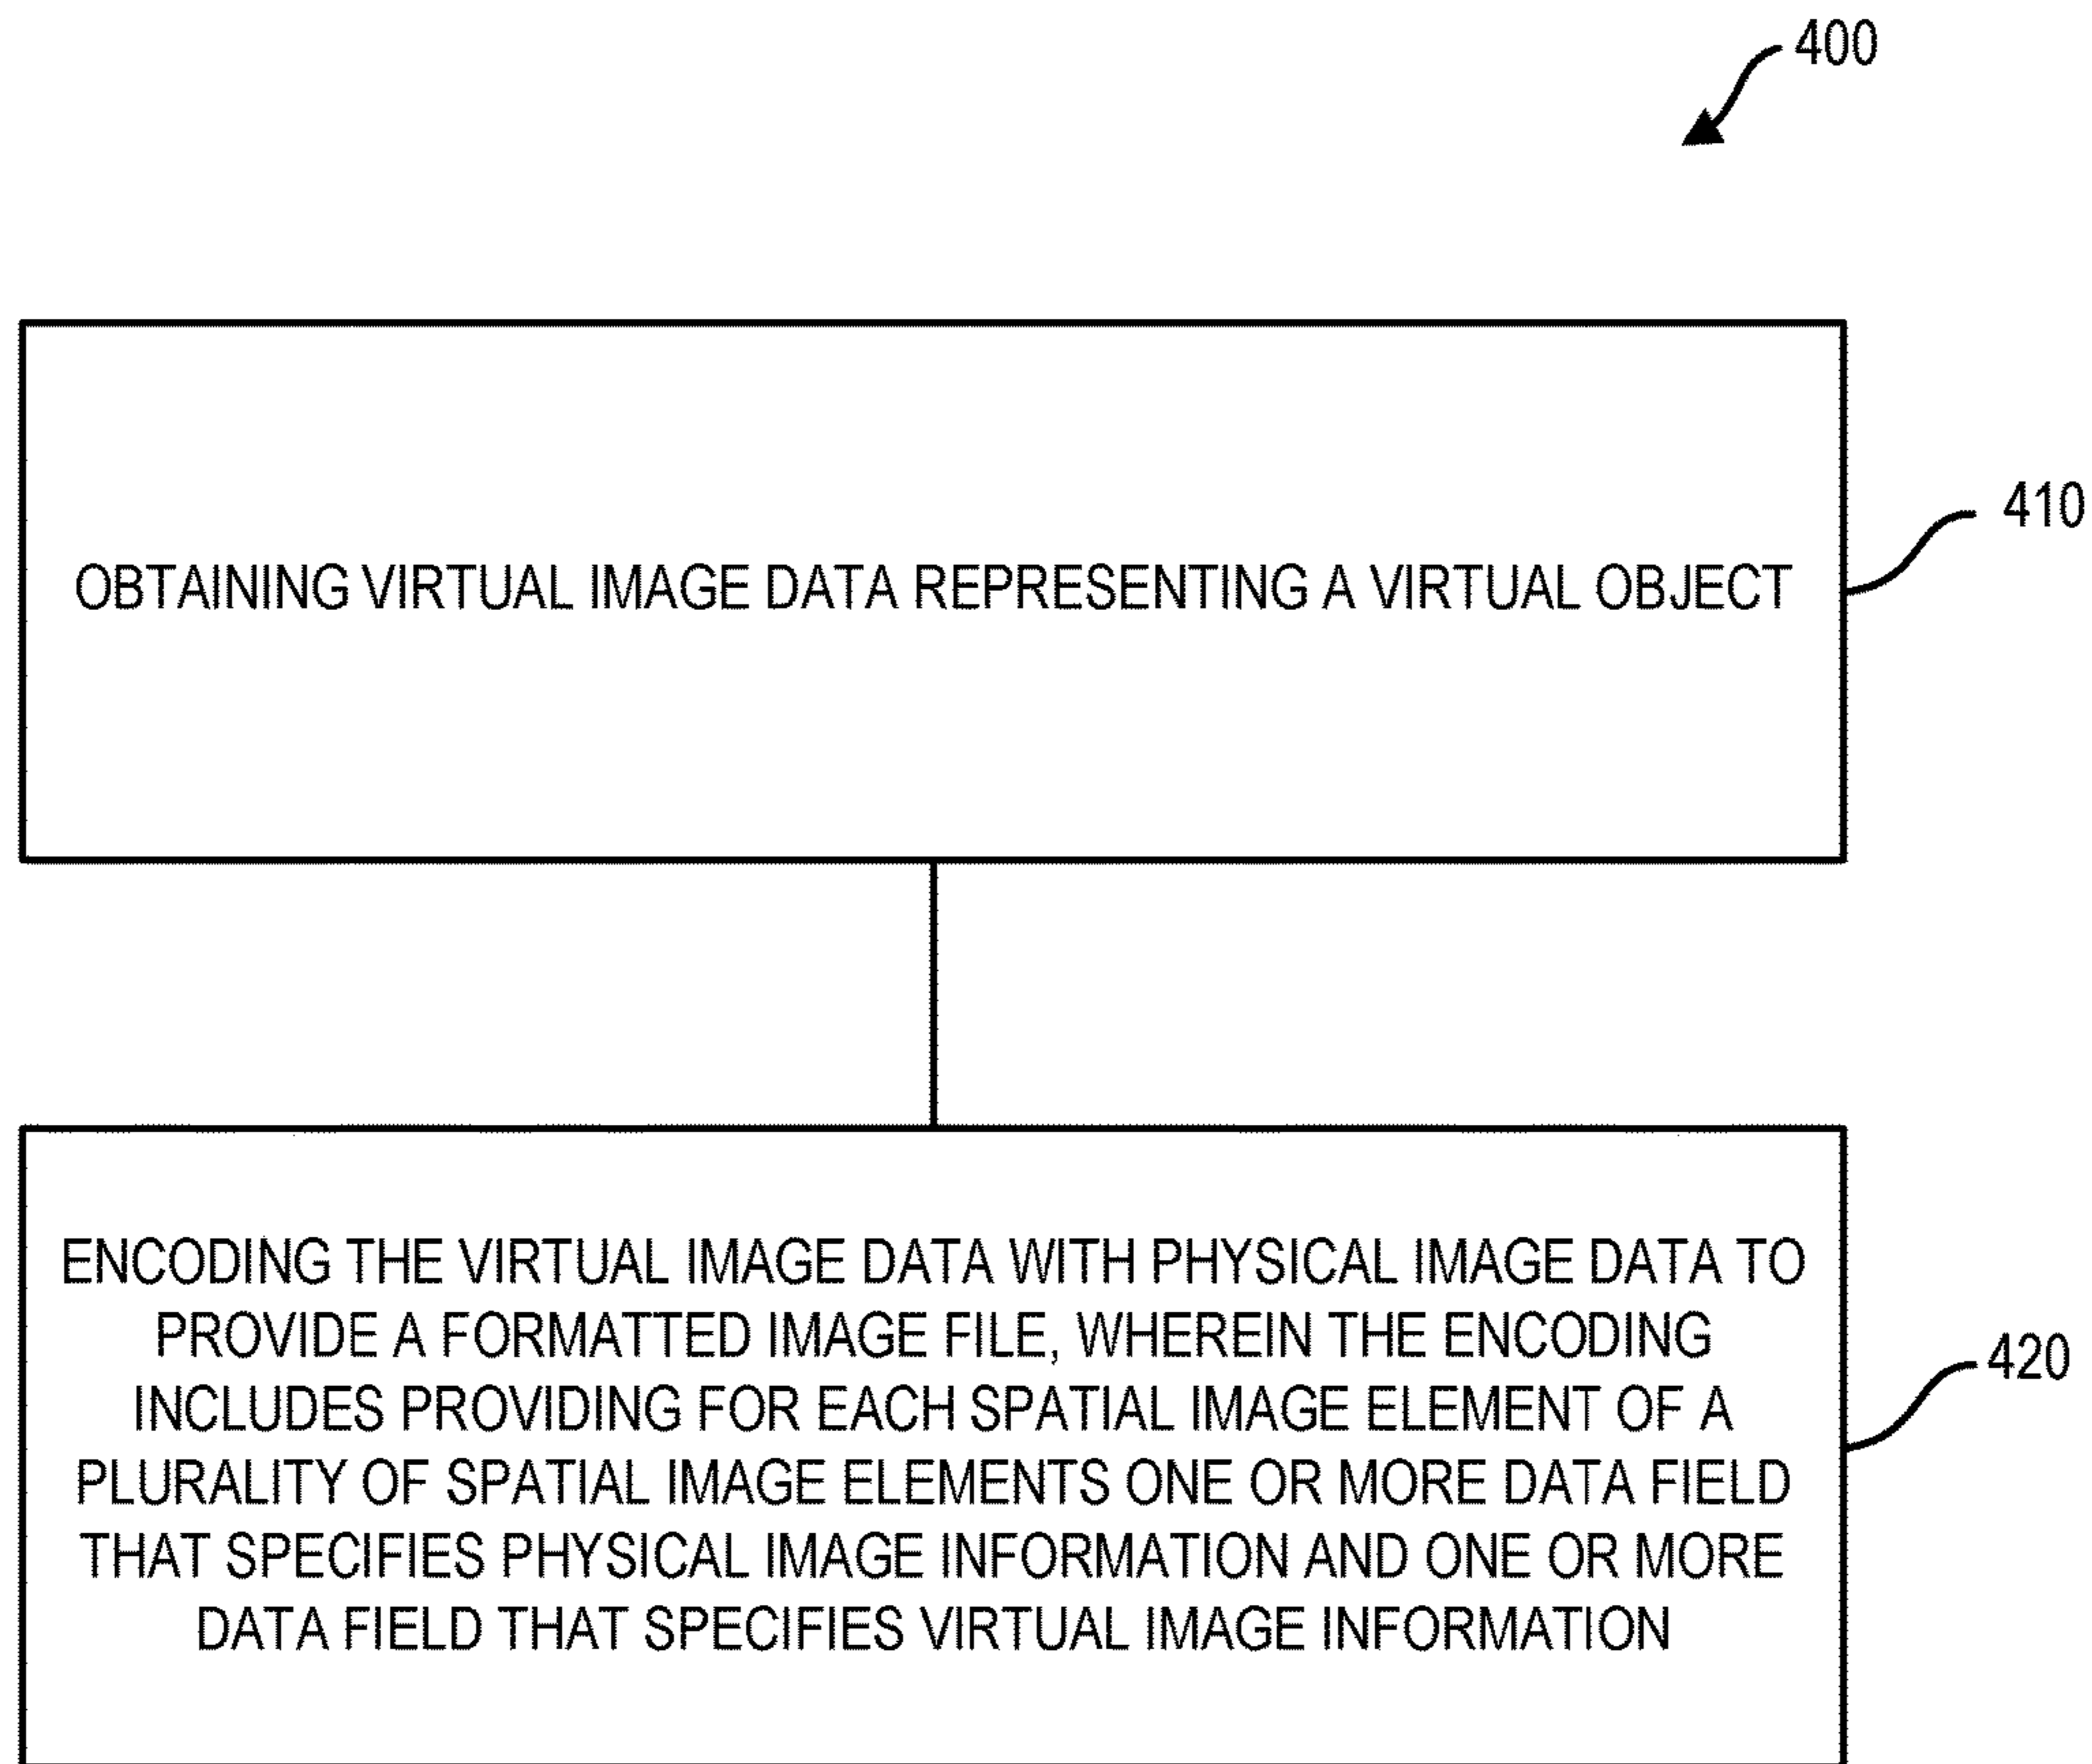 400
410
OBTAINING VIRTUAL IMAGE DATA REPRESENTING A VIRTUAL OBJECT
ENCODING THE VIRTUAL IMAGE DATA WITH PHYSICAL IMAGE DATA TO
PROVIDE A FORMATTED IMAGE FILE, WHEREIN THE ENCODING
INCLUDES PROVIDING FOR EACH SPATIAL IMAGE ELEMENT OF A
PLURALITY OF SPATIAL IMAGE ELEMENTS ONE OR MORE DATA FIELD
THAT SPECIFIES PHYSICAL IMAGE INFORMATION AND ONE OR MORE
DATA FIELD THAT SPECIFIES VIRTUAL IMAGE INFORMATION
420